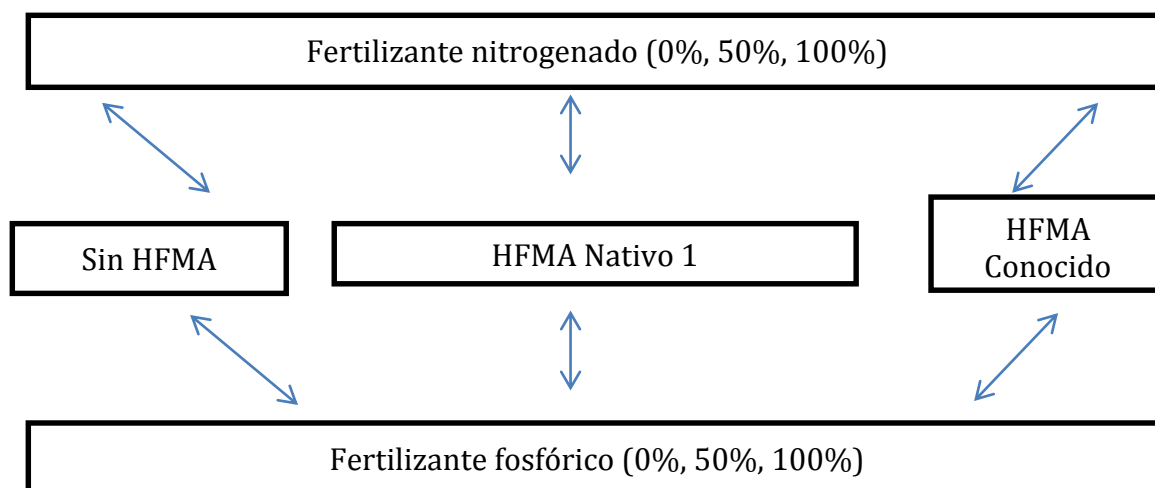 Fertilizante nitrogenado (0%, 50%, 100%)
Sin HFMA
HFMA Nativo 1
HFMA
Conocido
Fertilizante fosfórico (0%, 50%, 100%)